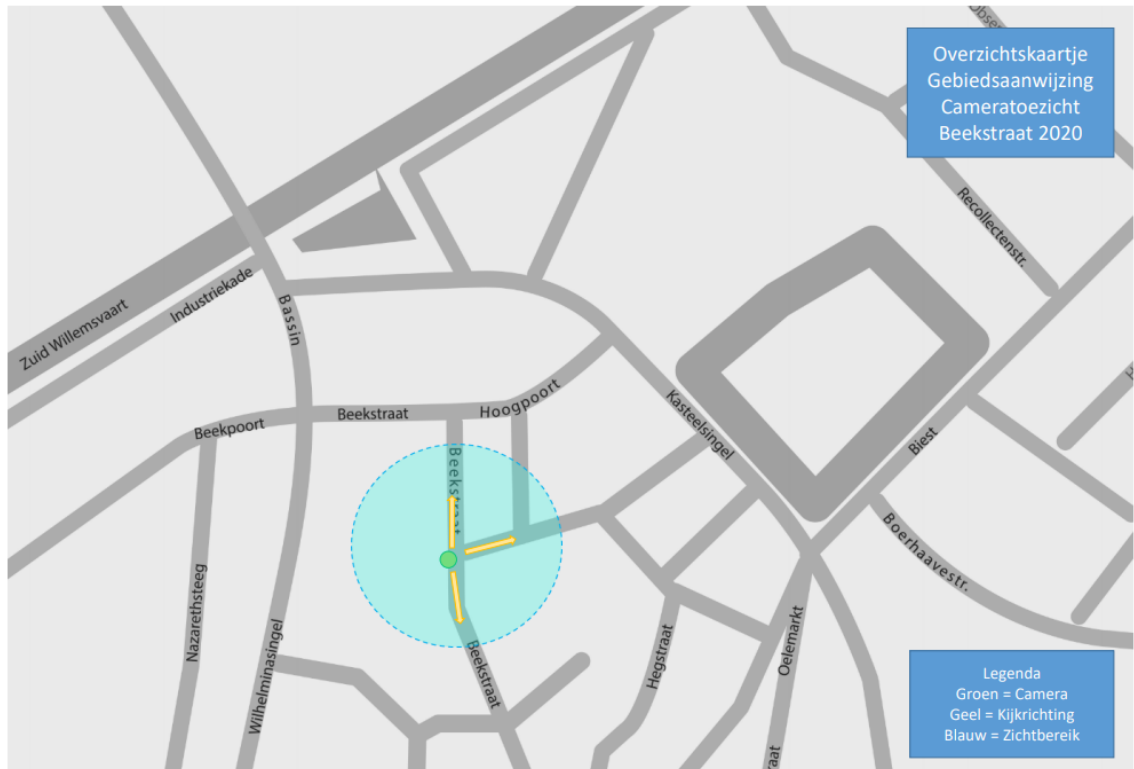 Overzichtskaartje
Gebiedsaanwijzing
Cameratoezicht
Beekstraat 2020
Recollectenstr.
Industriekade
Zuid Willemsvaart
Bassin
Beekstraat
Hoogpoort
Beekpoort
Kasteelsingel
Biest
Beekstraat
Boerhaavestr.
Nazarethsteeg
Wilhelminasingel
Beekstraat
Hegstraat
Oelemarkt
Legenda
Groen = Camera
Geel = Kijkrichting
Blauw = Zichtbereik